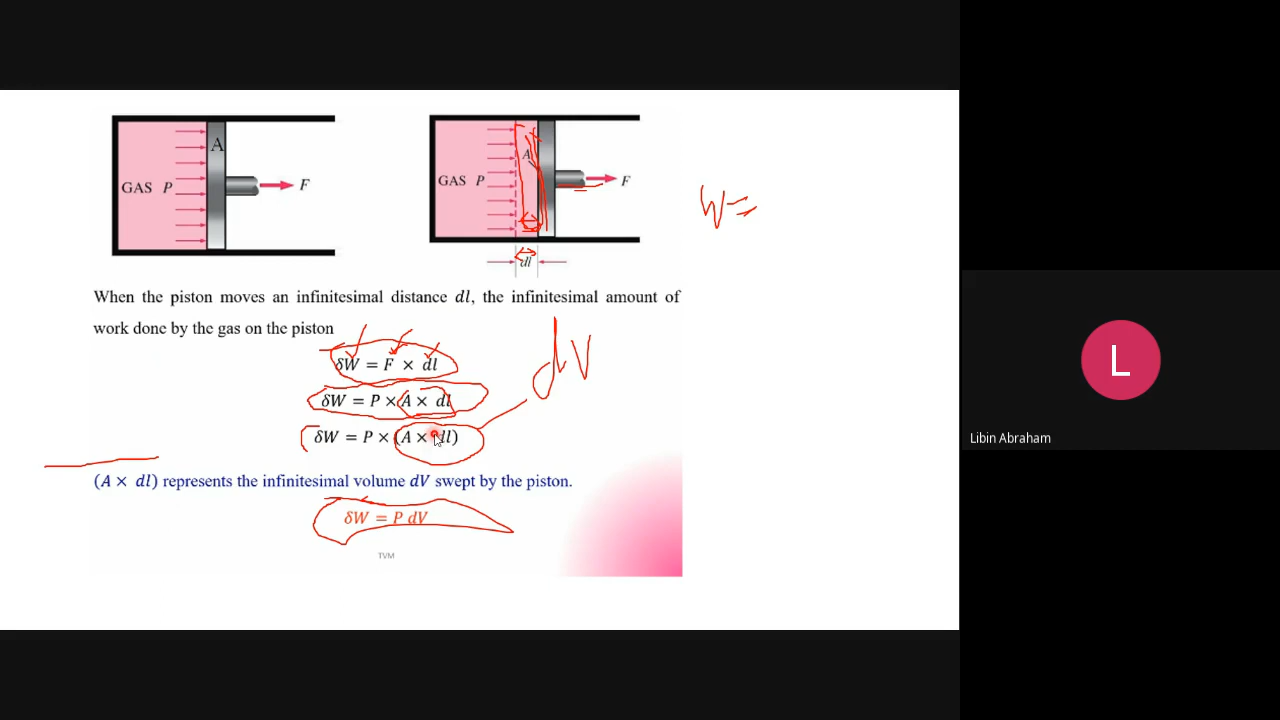 A
GAS P
F
A
GAS P
F
W=
dl
When the piston moves an infinitesimal distance dl, the infinitesimal amount of
work done by the gas on the piston
dV
δW = F × dl
δW = P × A × dl
δW = P × (A × dl)
(A × dl) represents the infinitesimal volume dV swept by the piston.
δW = P dV
TVM
L
Libin Abraham